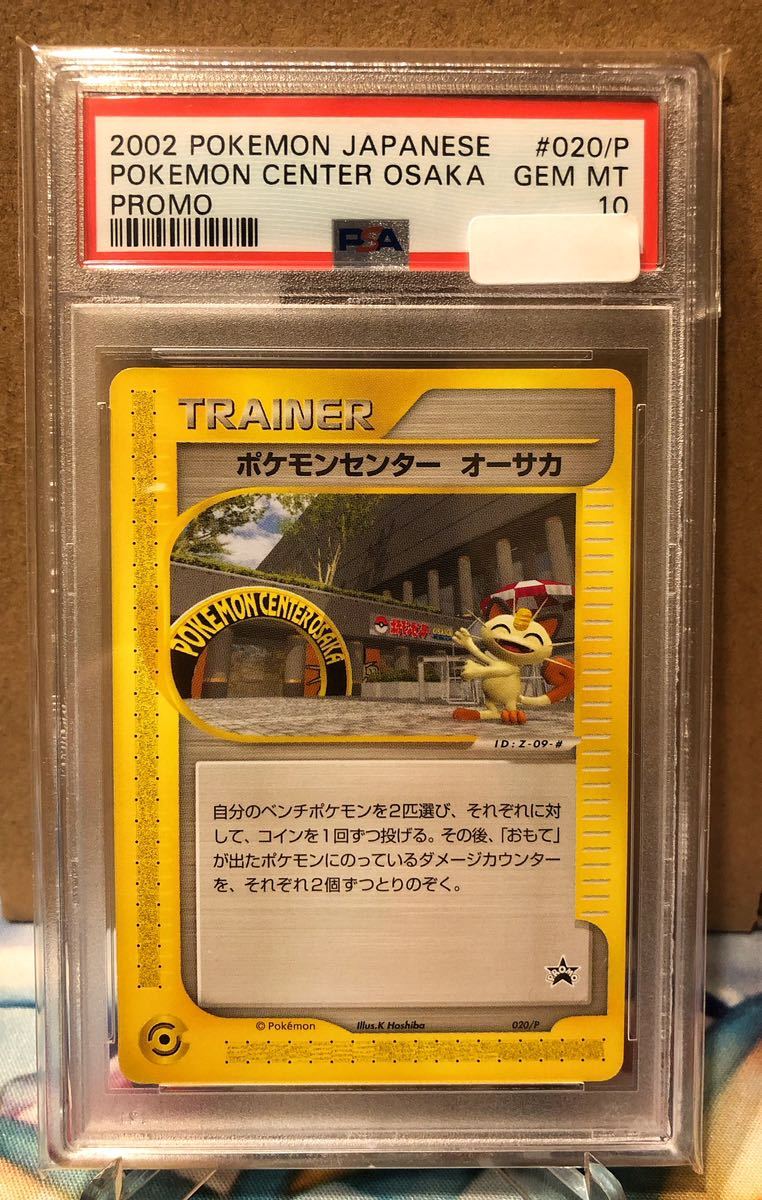 2002 POKEMON JAPANESE #020/P
POKEMON CENTER OSAKA GEM MT
PROMO 10
PSA
TRAINER
ポケモンセンター オーサカ
POKEMON CENTER OSAKA
ID:Z-09-#
自分のベンチポケモンを2匹選び、それぞれに対
して、コインを1回ずつ投げる。その後、「おもて」
が出たポケモンにのっているダメージカウンター
を、それぞれ2個ずつとりのぞく。
PROMO
© Pokémon Illus.K Hoshiba 020/P